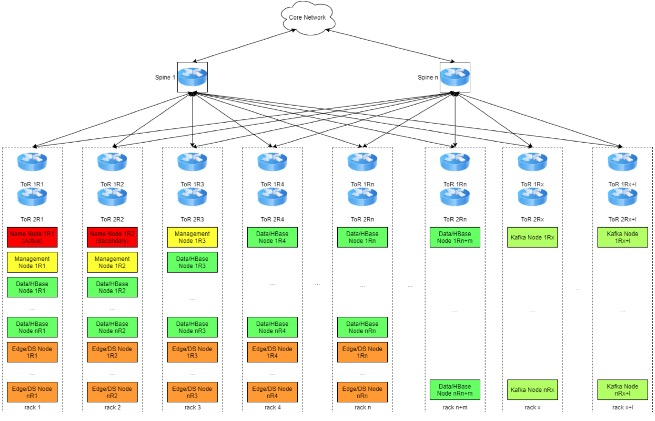 Core Network
Spine 1
Spine n
ToR 1R1
ToR 1R2
ToR 1R3
ToR 1R4
ToR 1Rn
ToR 1Rn
ToR 1Rx
ToR 1Rx+l
ToR 2R1
ToR 2R2
ToR 2R3
ToR 2R4
ToR 2Rn
ToR 2Rn
ToR 2Rx
ToR 2Rx+l
Name Node 1R1
(Active)
Name Node 1R2
(Secondary)
Management
Node 1R3
Data/HBase
Node 1R4
Data/HBase
Node 1Rn
Data/HBase
Node 1Rn+m
Kafka Node 1Rx
Kafka Node
1Rx+l
Management
Node 1R1
Management
Node 1R2
Data/HBase
Node 1R3
Data/HBase
Node 1R1
Data/HBase
Node 1R2
...
...
...
...
...
...
...
...
...
...
Data/HBase
Node nR1
Data/HBase
Node nR2
Data/HBase
Node nR3
Data/HBase
Node nR4
Data/HBase
Node nRn
Edge/DS Node
1R1
Edge/DS Node
1R2
Edge/DS Node
1R3
Edge/DS Node
1R4
Edge/DS Node
1Rn
...
...
...
...
...
Edge/DS Node
nR1
Edge/DS Node
nR2
Edge/DS Node
nR3
Edge/DS Node
nR4
Edge/DS Node
nRn
Data/HBase
Node nRn+m
Kafka Node nRx
Kafka Node
nRx+l
rack 1
rack 2
rack 3
rack 4
rack n
rack n+m
rack x
rack x+l